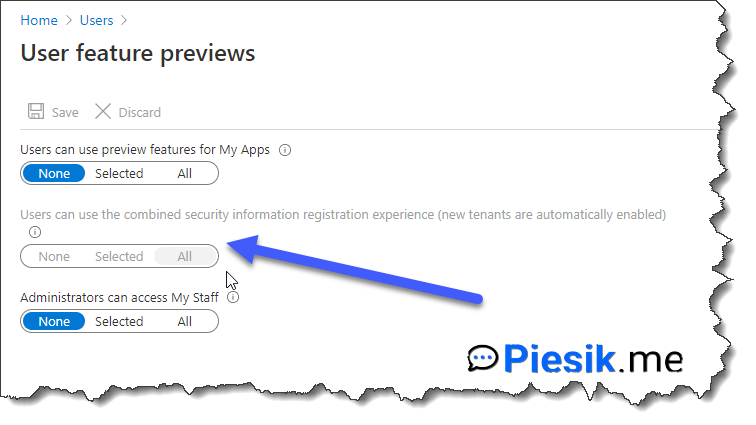 Home > Users >
User feature previews
Save Discard
Users can use preview features for My Apps
None Selected All
Users can use the combined security information registration experience (new tenants are automatically enabled)
None Selected All
Administrators can access My Staff
None Selected All
Piesik.me